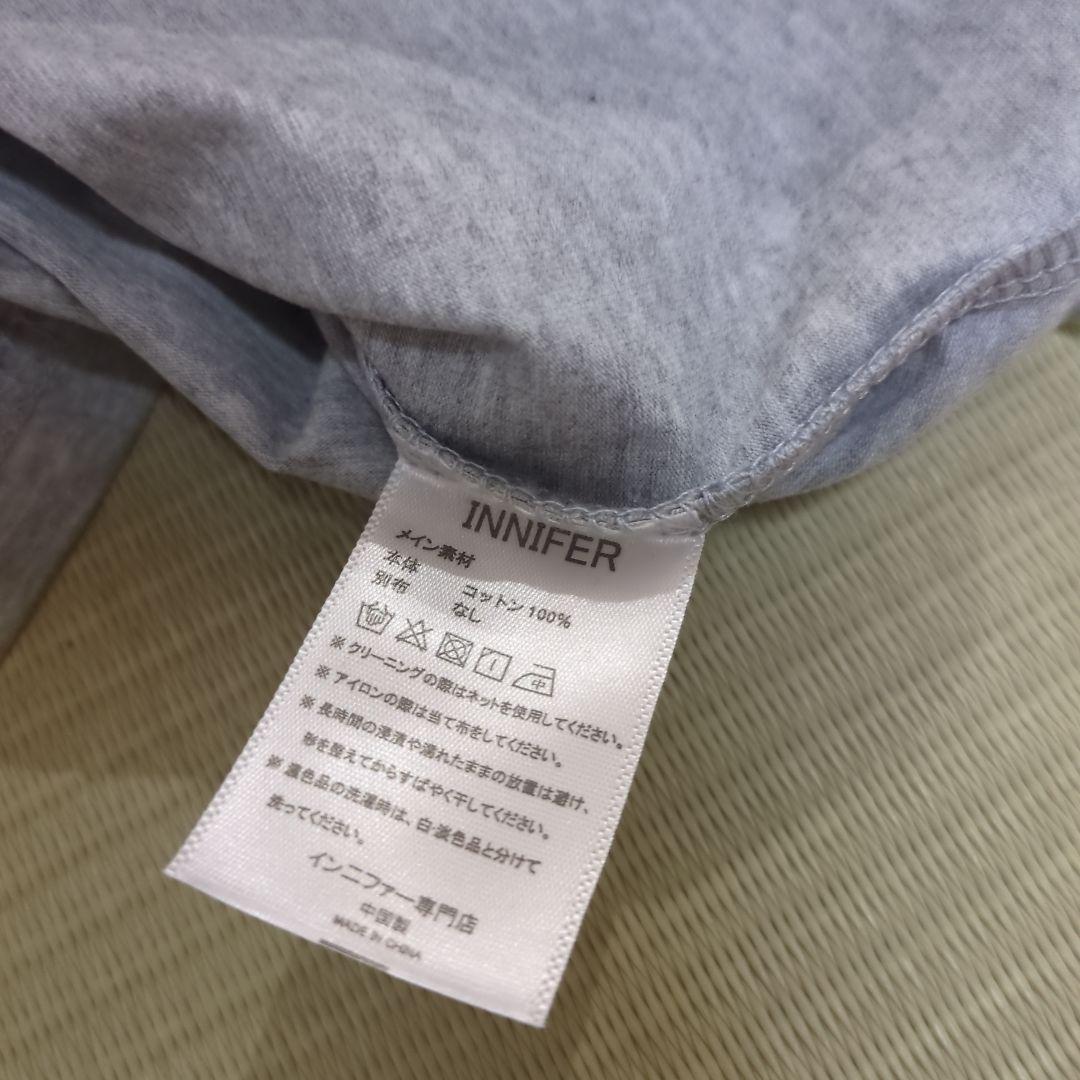 INNIFER
メイン素材
本体 コットン100%
別布 なし
中
※ クリーニングの際はネットを使用してください。
※ アイロンの際は当て布をしてください。
※ 長時間の浸漬や濡れたままの放置は避け、
形を整えてからすばやく干してください。
※ 濃色品の洗濯時は、白・淡色品と分けて
洗ってください。
インニファー専門店
中国製
MADE IN CHINA